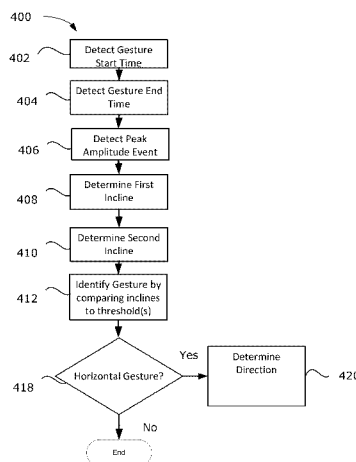 400
402
Detect Gesture
Start Time
404
Detect Gesture End
Time
406
Detect Peak
Amplitude Event
408
Determine First
Incline
410
Determine Second
Incline
412
Identify Gesture by
comparing inclines
to threshold(s)
418
Horizontal Gesture?
Yes
Determine
Direction
420
No
End